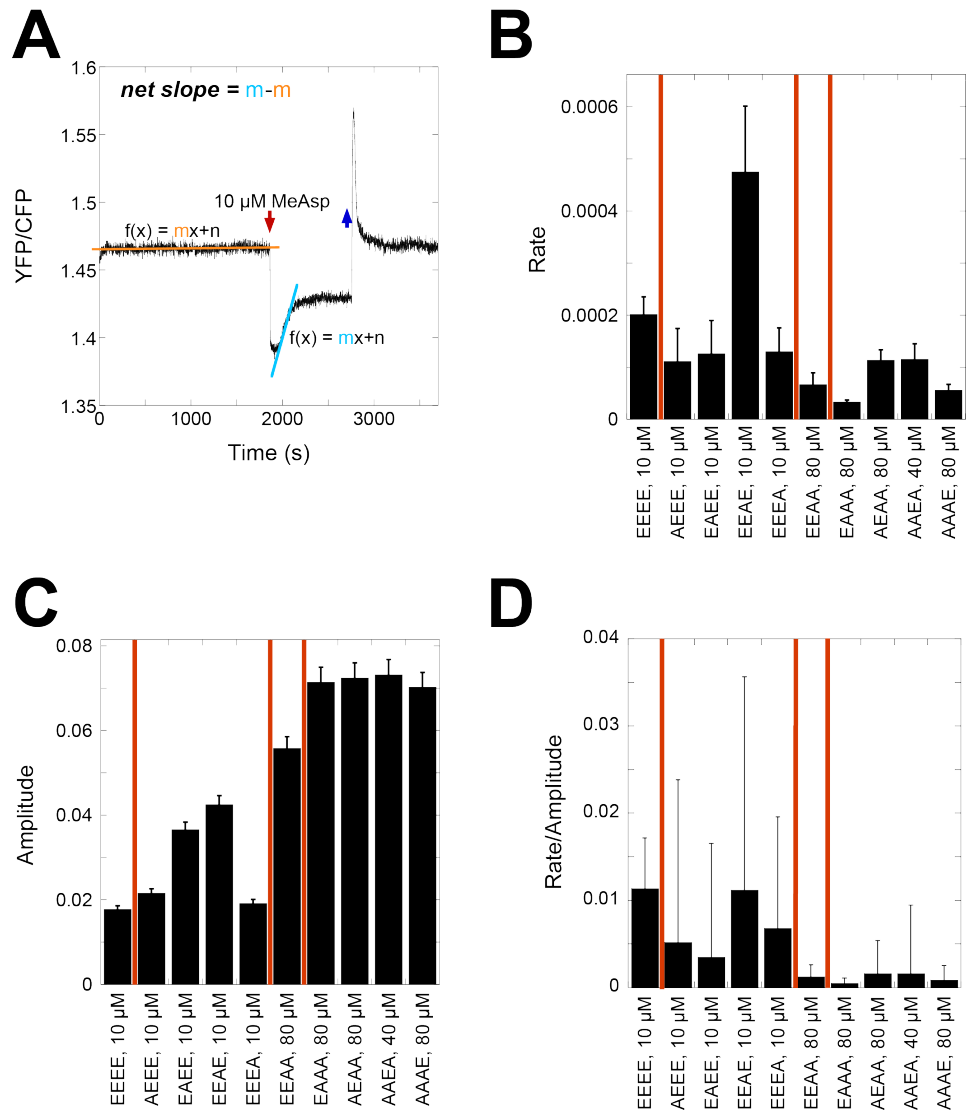 A
net slope = m-m
1.6
1.55
1.5
1.45
1.4
1.35
YFP/CFP
10 µM MeAsp
f(x) = mx+n
f(x) = mx+n
0
1000
2000
3000
Time (s)
B
0.0006
0.0004
0.0002
0
Rate
EEEE, 10 µM
AEEE, 10 µM
EAEE, 10 µM
EEAE, 10 µM
EEEA, 10 µM
EEAA, 80 µM
EAAA, 80 µM
AEAA, 80 µM
AAEA, 40 µM
AAAE, 80 µM
C
0.08
0.06
0.04
0.02
0
Amplitude
EEEE, 10 µM
AEEE, 10 µM
EAEE, 10 µM
EEAE, 10 µM
EEEA, 10 µM
EEAA, 80 µM
EAAA, 80 µM
AEAA, 80 µM
AAEA, 40 µM
AAAE, 80 µM
D
0.04
0.03
0.02
0.01
0
Rate/Amplitude
EEEE, 10 µM
AEEE, 10 µM
EAEE, 10 µM
EEAE, 10 µM
EEEA, 10 µM
EEAA, 80 µM
EAAA, 80 µM
AEAA, 80 µM
AAEA, 40 µM
AAAE, 80 µM